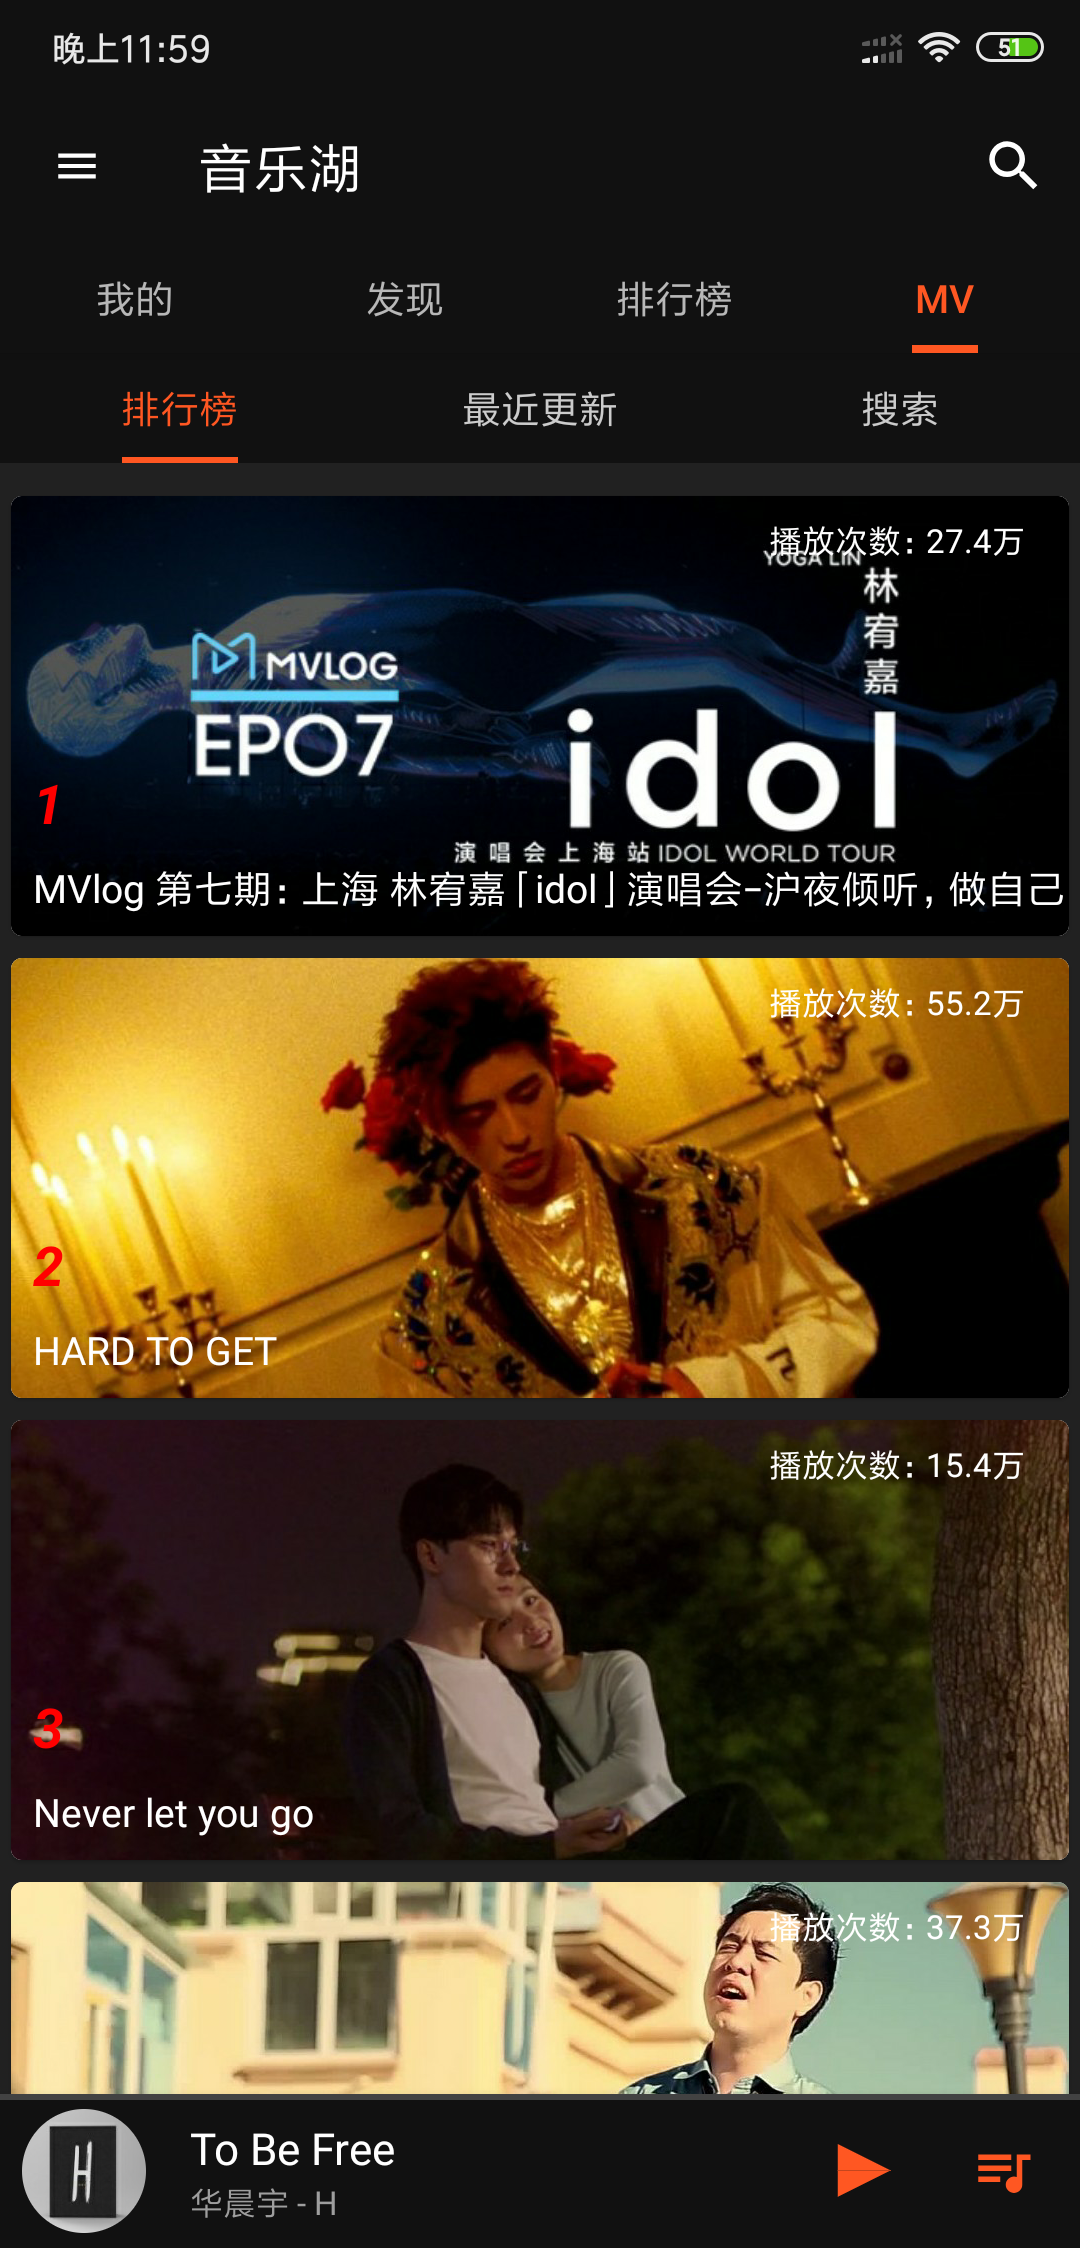 晚上11:59
51
音乐湖
我的
发现
排行榜
MV
排行榜
最近更新
搜索
播放次数: 27.4万
YOGA LIN
林宥嘉
MVLOG
EP07
idol
演唱会上海站 IDOL WORLD TOUR
1
MVlog 第七期: 上海 林宥嘉「idol」演唱会-沪夜倾听, 做自己
播放次数: 55.2万
2
HARD TO GET
播放次数: 15.4万
3
Never let you go
播放次数: 37.3万
H
To Be Free
华晨宇 - H